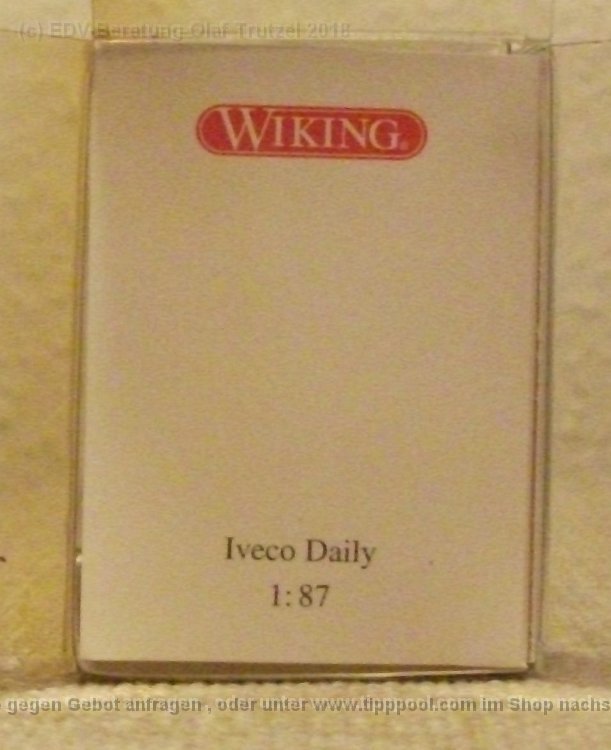 (c) EDV-Beratung Olaf Trutzel 2018
WIKING®
Iveco Daily
1:87
gegen Gebot anfragen , oder unter www.tipppool.com im Shop nachs